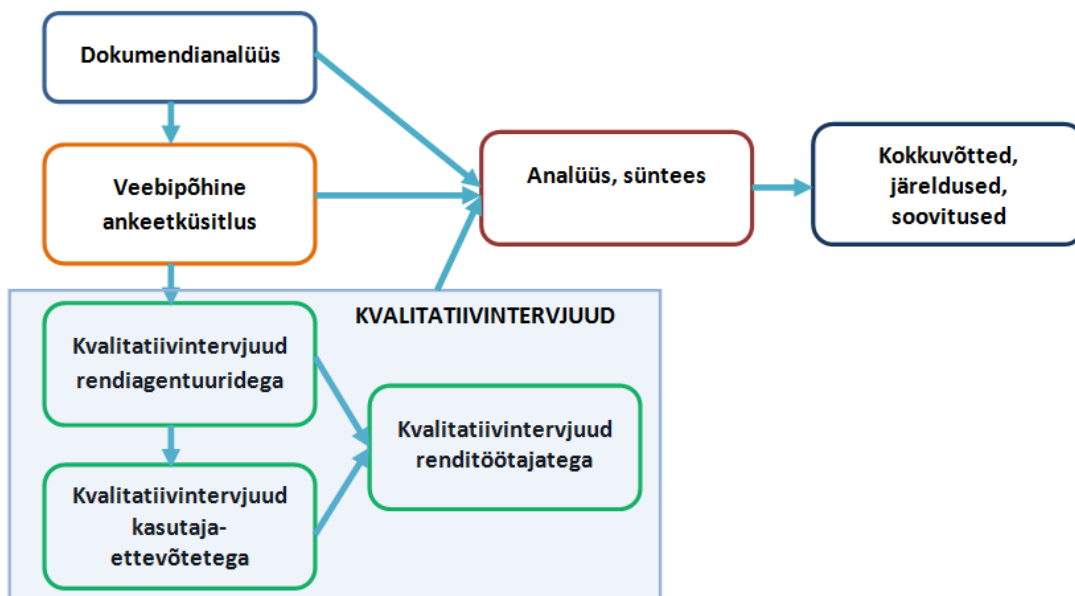 Dokumendianalüüs
Veebipõhine
ankeetküsitlus
Analüüs, süntees
Kokkuvõtted,
järeldused,
soovitused
KVALITATIIVINTERVJUUD
Kvalitatiivintervjuud
rendiagentuuridega
Kvalitatiivintervjuud
kasutaja-
ettevõtetega
Kvalitatiivintervjuud
renditöötajatega